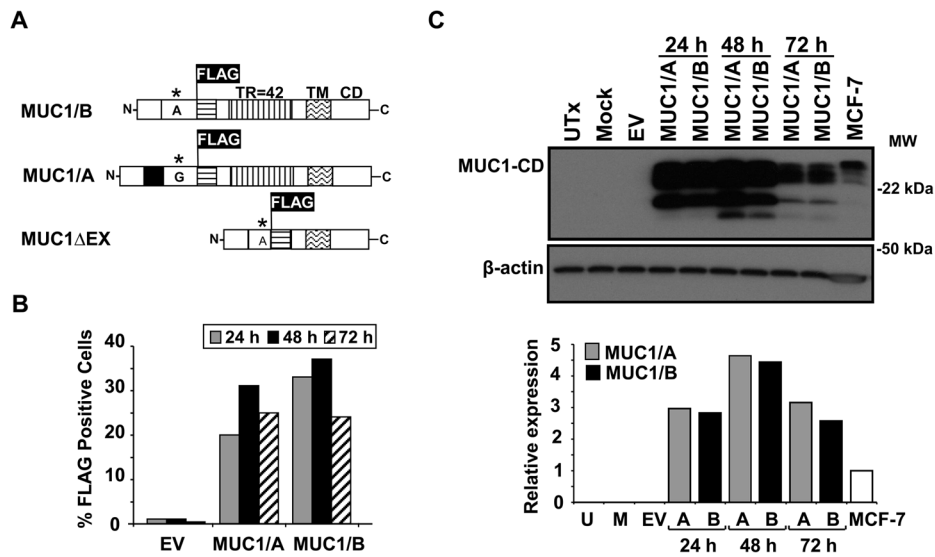 A
FLAG
*
TR=42
TM
CD
MUC1/B
N-
A
-C
FLAG
*
MUC1/A
N-
G
-C
FLAG
*
MUC1ΔEX
N-
A
-C
B
24 h
48 h
72 h
% FLAG Positive Cells
40
30
20
10
0
EV
MUC1/A
MUC1/B
C
24 h
48 h
72 h
UTx
Mock
EV
MUC1/A
MUC1/B
MUC1/A
MUC1/B
MUC1/A
MUC1/B
MCF-7
MW
MUC1-CD
-22 kDa
-50 kDa
β-actin
Relative expression
5
4
3
2
1
0
MUC1/A
MUC1/B
U M EV A B A B A B MCF-7
24 h 48 h 72 h